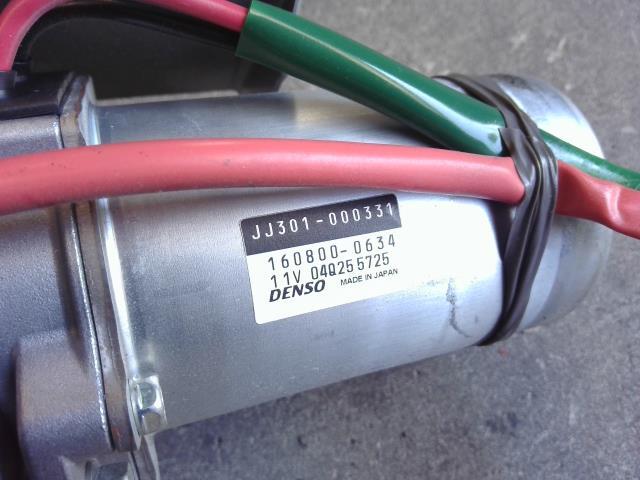 JJ301-000331
160800-0634
11V 04Q255725
DENSO MADE IN JAPAN